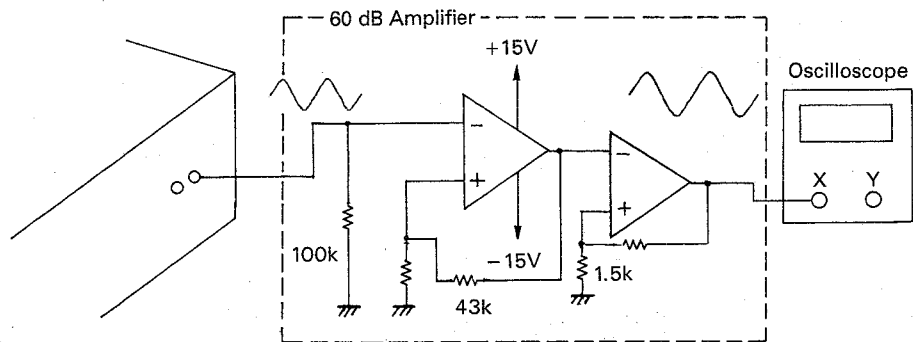 60 dB Amplifier
+15V
Oscilloscope
−
+
−
+
X Y
100k
−15V
43k
1.5k